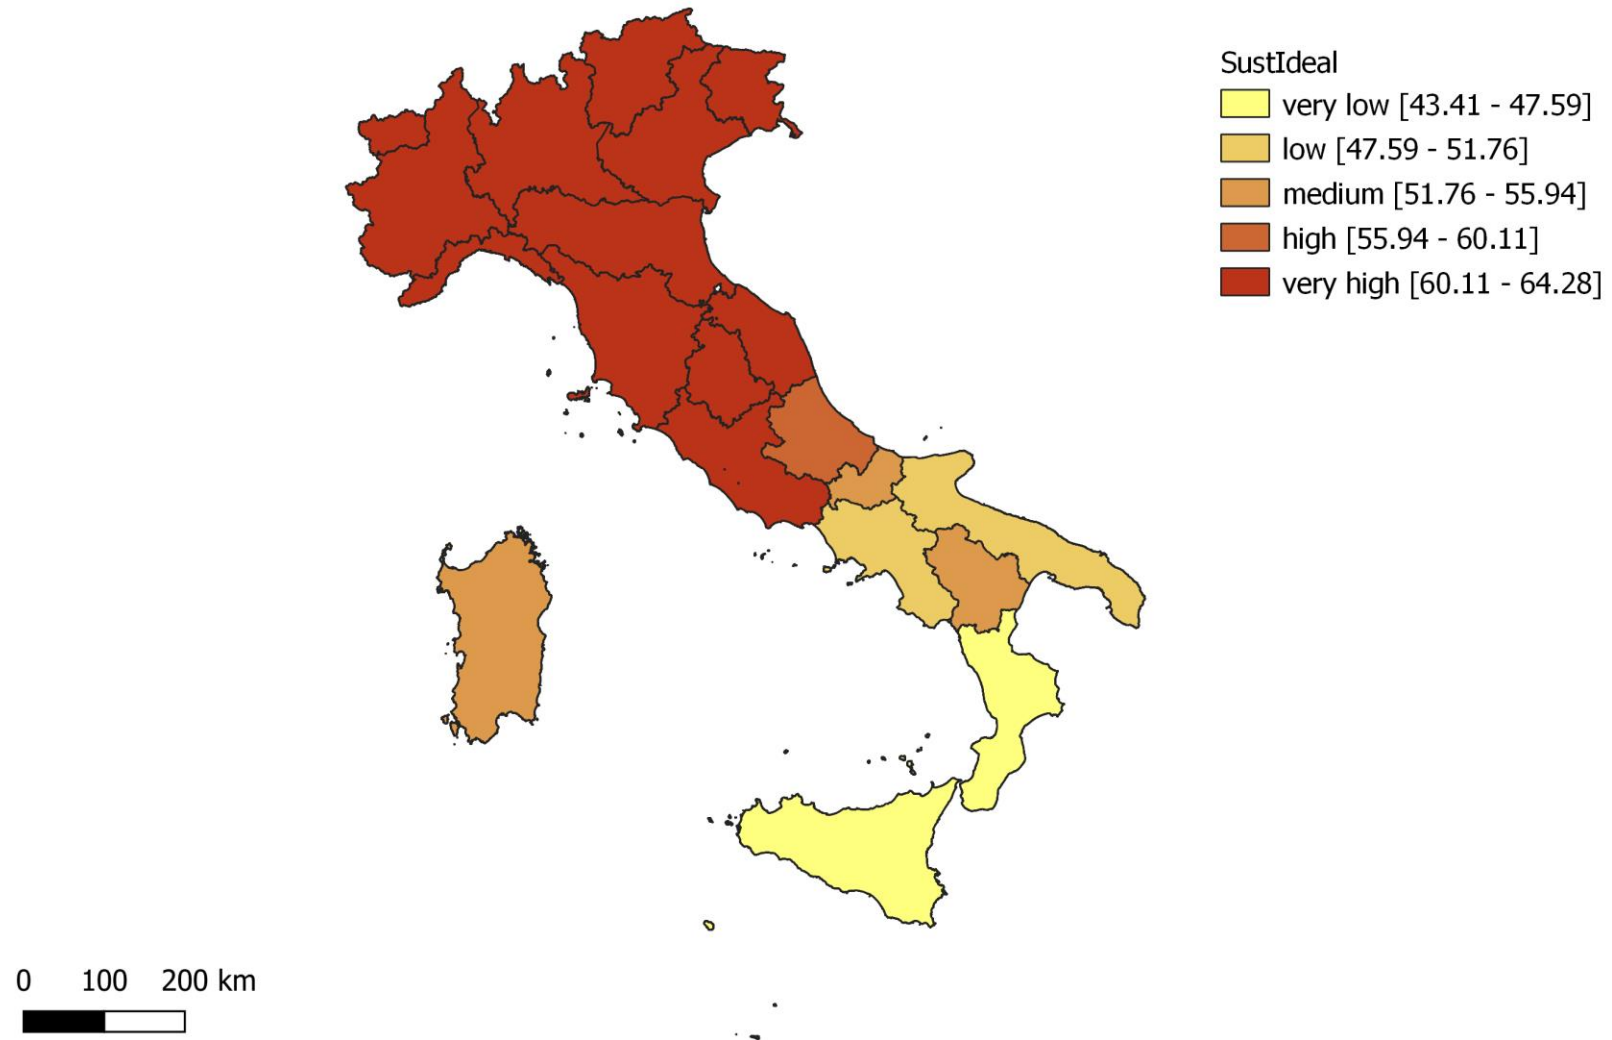 SustIdeal
very low [43.41 - 47.59]
low [47.59 - 51.76]
medium [51.76 - 55.94]
high [55.94 - 60.11]
very high [60.11 - 64.28]
0 100 200 km